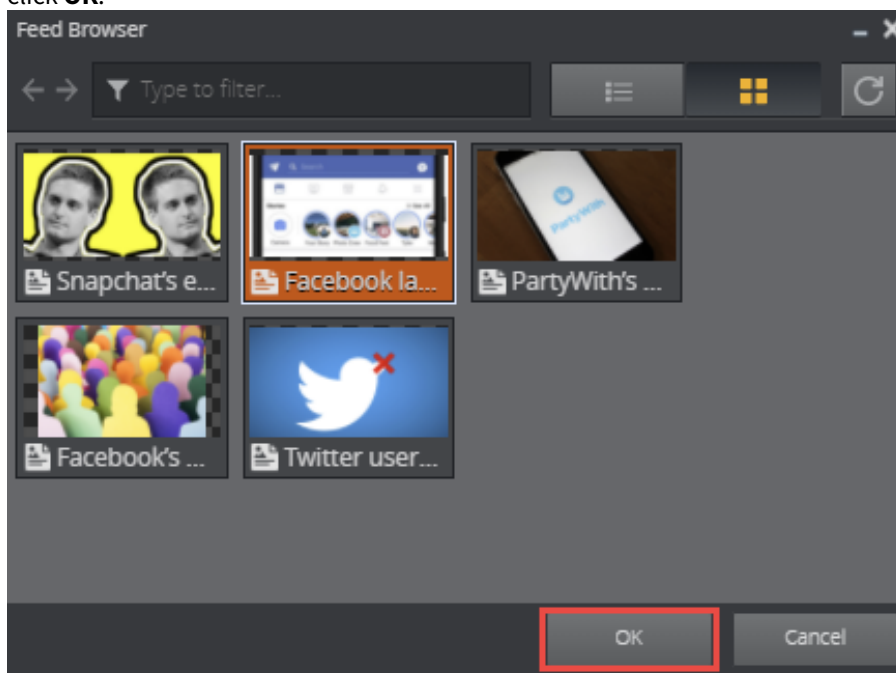 click OK.
Feed Browser
Type to filter...
Snapchat's e...
Facebook la...
PartyWith's ...
PartyWith
Facebook's ...
Twitter user...
OK
Cancel